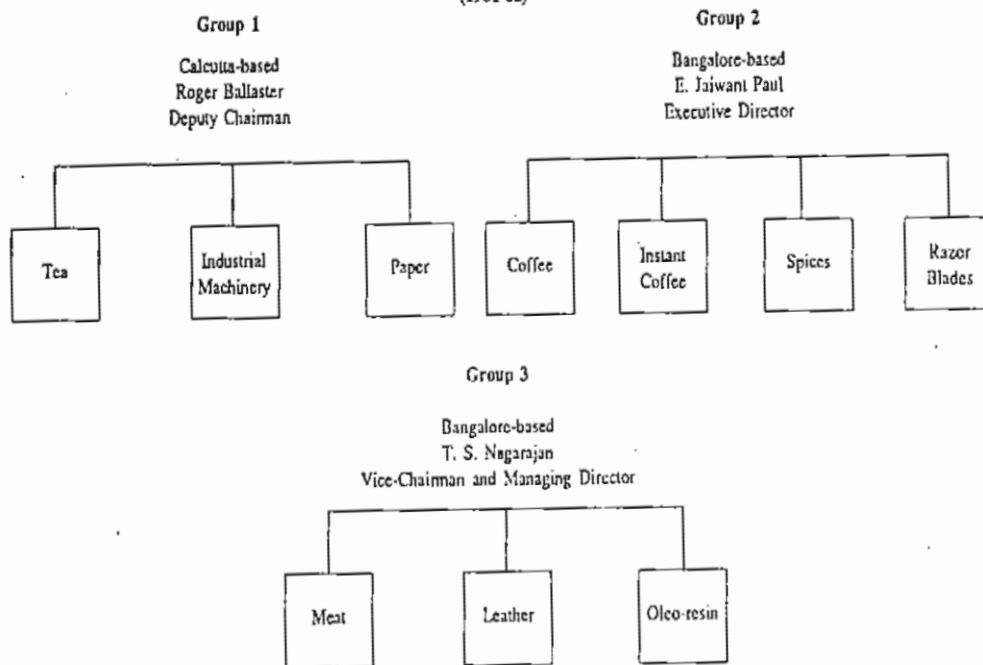 Group 1
Calcutta-based
Roger Ballaster
Deputy Chairman
Tea
Industrial
Machinery
Paper
Group 2
Bangalore-based
E. Jaiwant Paul
Executive Director
Coffee
Instant
Coffee
Spices
Razor
Blades
Group 3
Bangalore-based
T. S. Nagarajan
Vice-Chairman and Managing Director
Meat
Leather
Oleo-resin